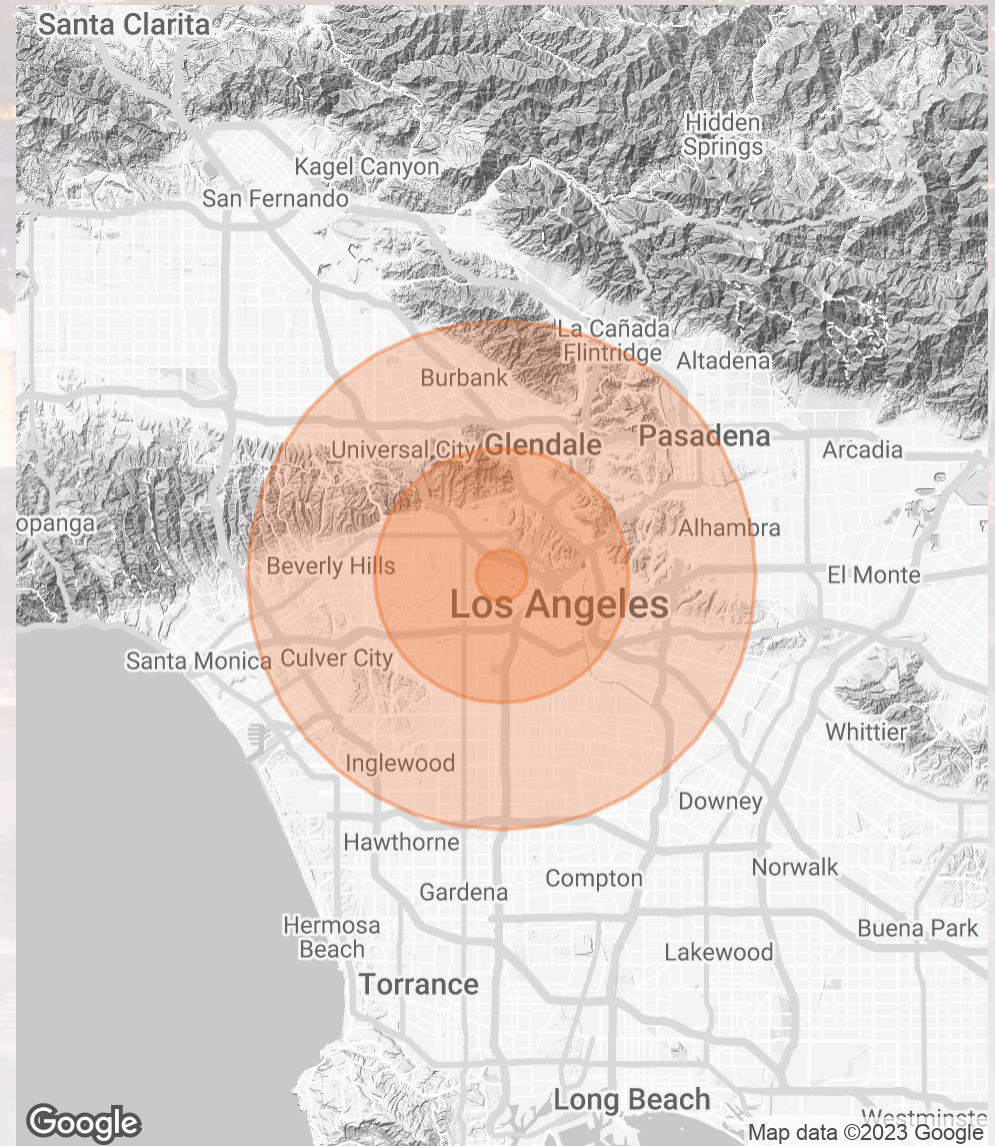 Santa Clarita
Hidden
Springs
Kagel Canyon
San Fernando
La Cañada
Flintridge
Altadena
Burbank
Universal City
Glendale
Pasadena
Arcadia
opanga
Alhambra
Beverly Hills
El Monte
Los Angeles
Santa Monica
Culver City
Whittier
Inglewood
Downey
Hawthorne
Norwalk
Gardena
Compton
Hermosa
Beach
Buena Park
Lakewood
Torrance
Long Beach
Westminste
Google
Map data ©2023 Google